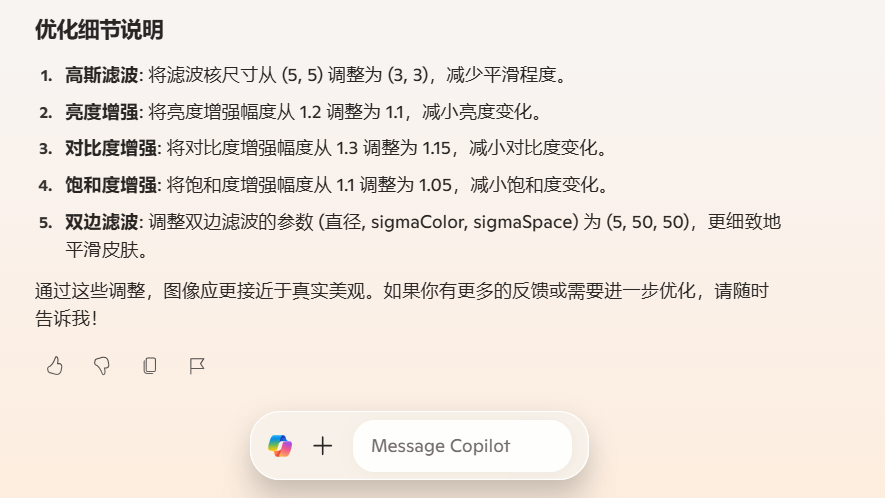 优化细节说明
1. 高斯滤波: 将滤波核尺寸从 (5, 5) 调整为 (3, 3)，减少平滑程度。
2. 亮度增强: 将亮度增强幅度从 1.2 调整为 1.1，减小亮度变化。
3. 对比度增强: 将对比度增强幅度从 1.3 调整为 1.15，减小对比度变化。
4. 饱和度增强: 将饱和度增强幅度从 1.1 调整为 1.05，减小饱和度变化。
5. 双边滤波: 调整双边滤波的参数 (直径, sigmaColor, sigmaSpace) 为 (5, 50, 50)，更细致地
平滑皮肤。
通过这些调整，图像应更接近于真实美观。如果你有更多的反馈或需要进一步优化，请随时
告诉我！
Message Copilot